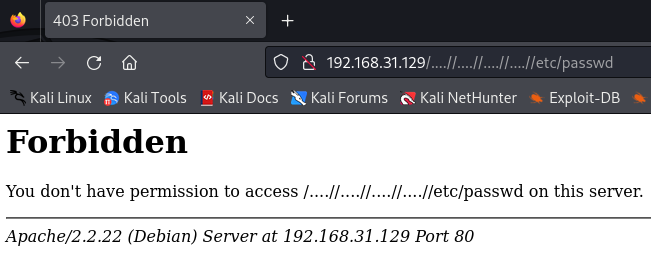 403 Forbidden
192.168.31.129/....//....//....//....//etc/passwd
Kali Linux Kali Tools Kali Docs Kali Forums Kali NetHunter Exploit-DB
Forbidden
You don't have permission to access /....//....//....//....//etc/passwd on this server.
Apache/2.2.22 (Debian) Server at 192.168.31.129 Port 80